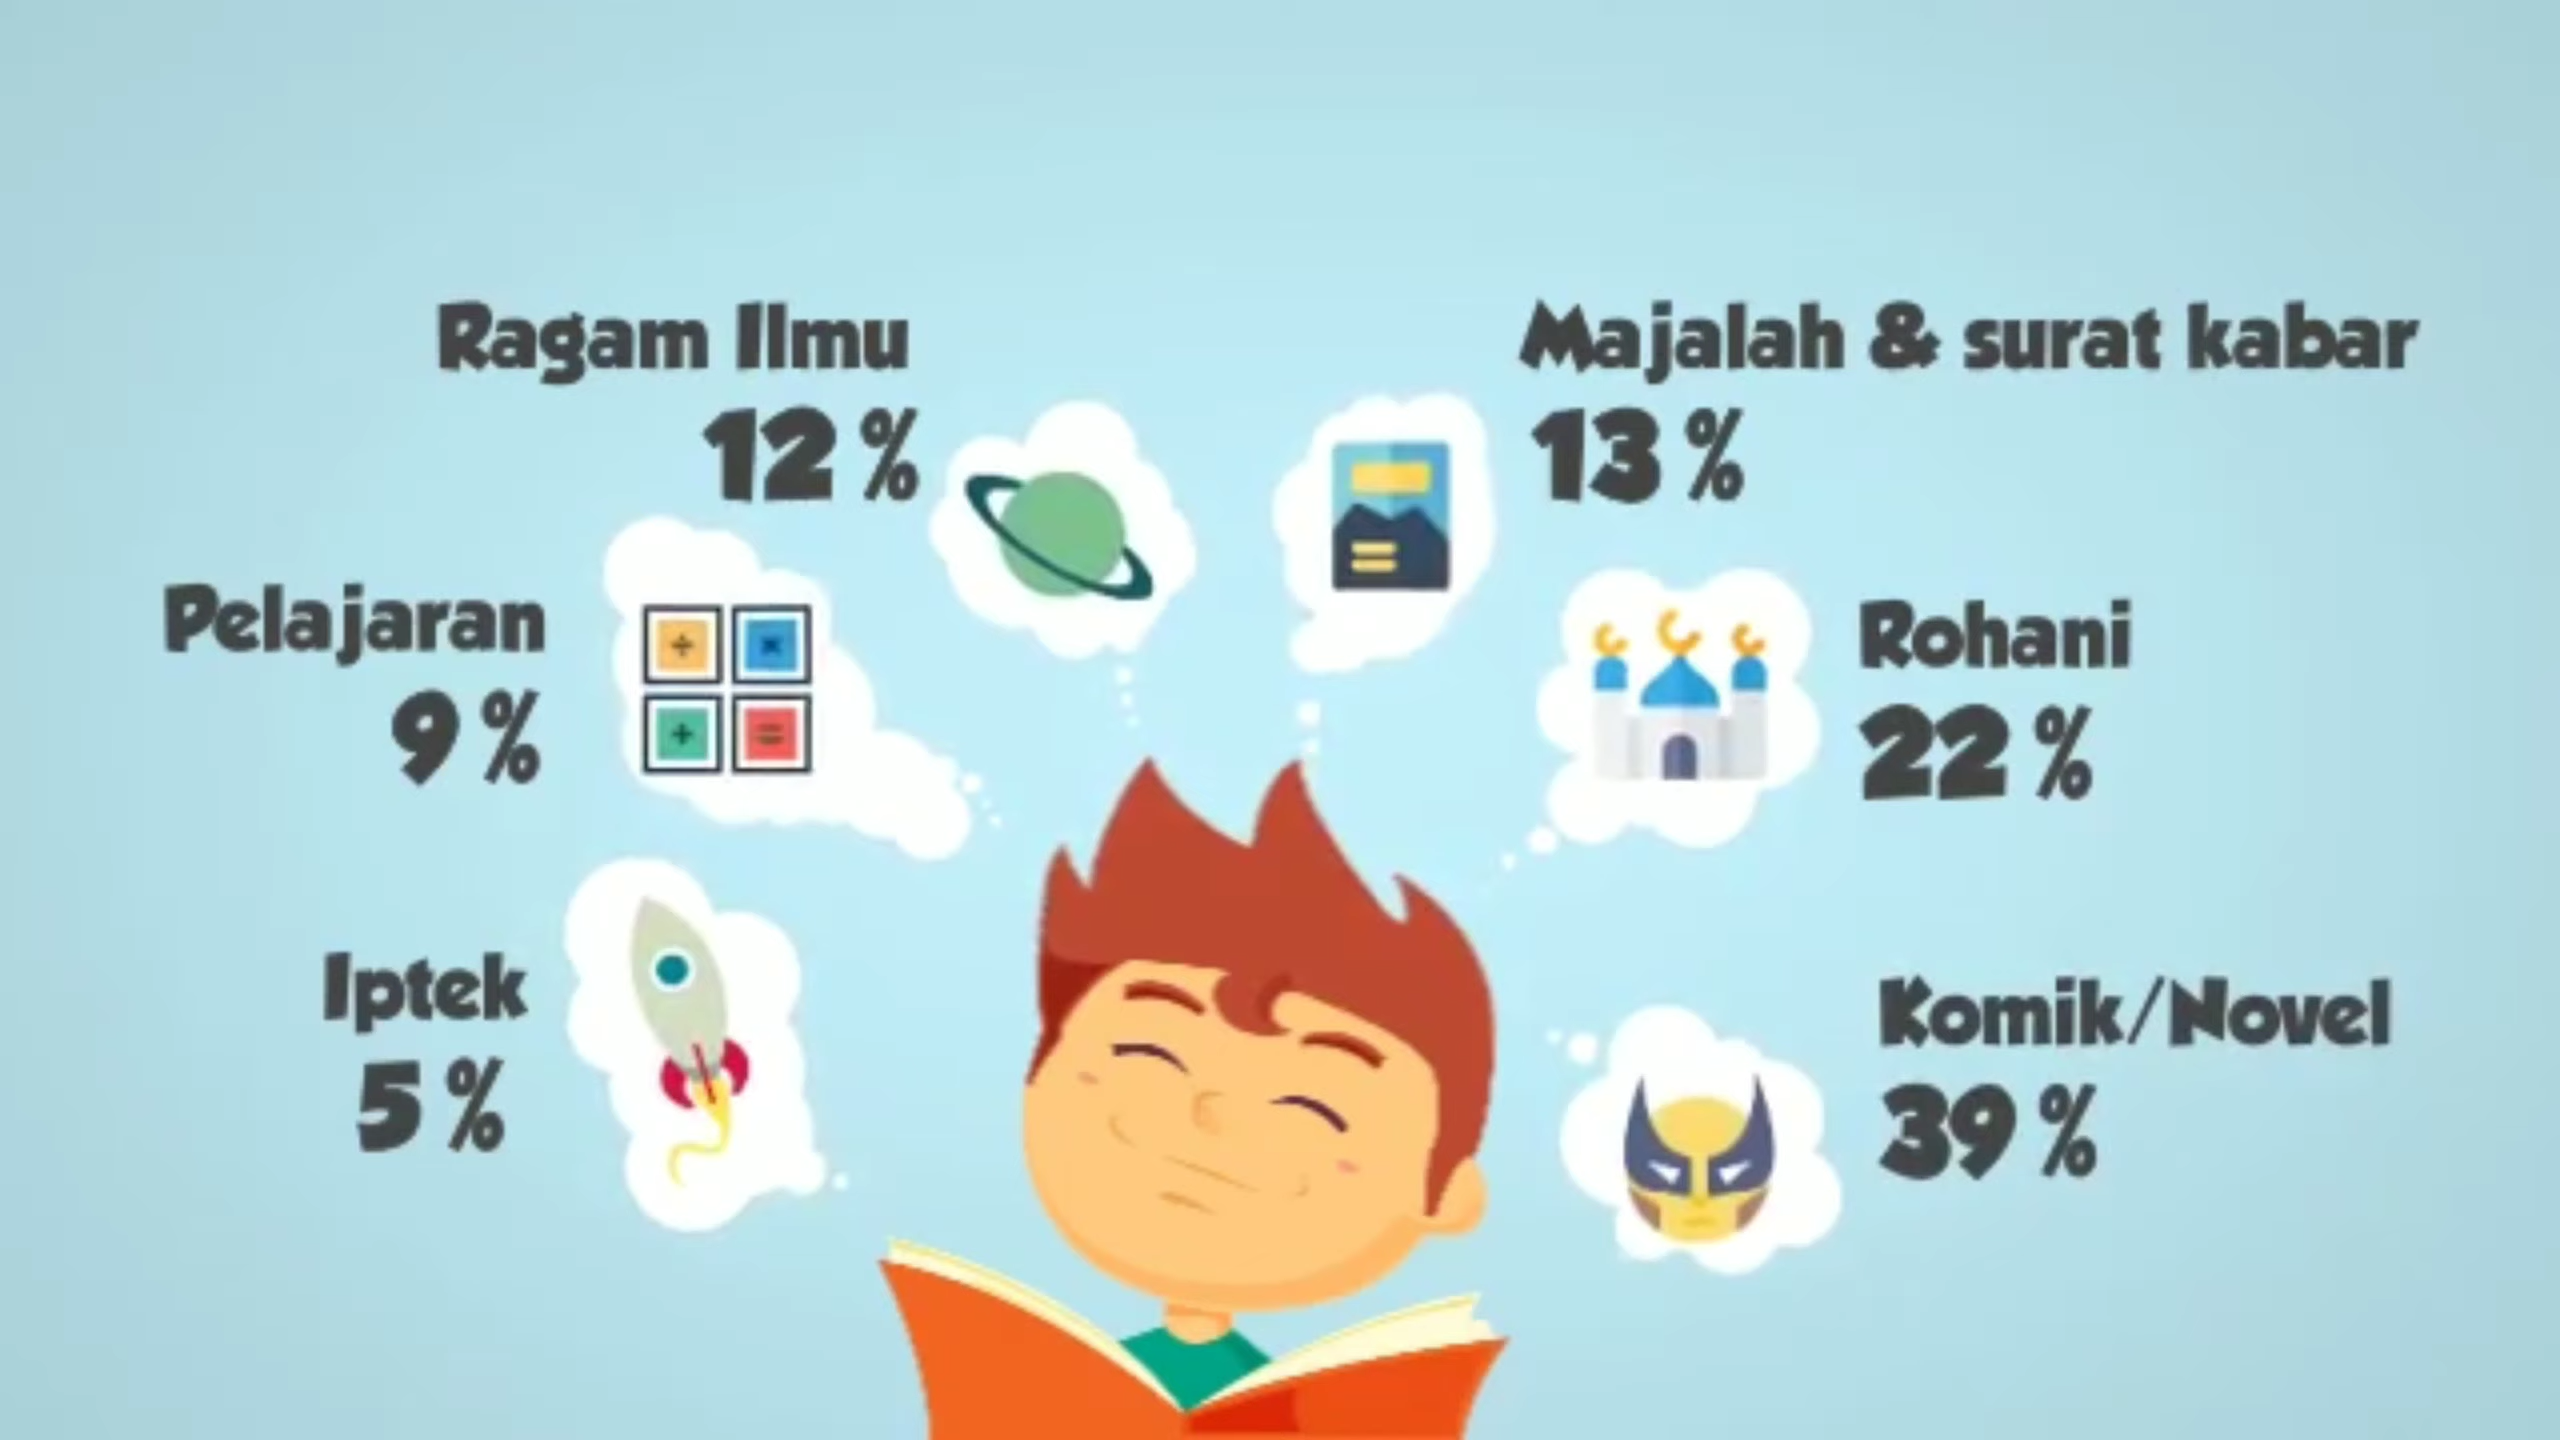 Ragam Ilmu
12 %
Majalah & surat kabar
13 %
Pelajaran
9 %
Rohani
22 %
Iptek
5 %
Komik/Novel
39 %